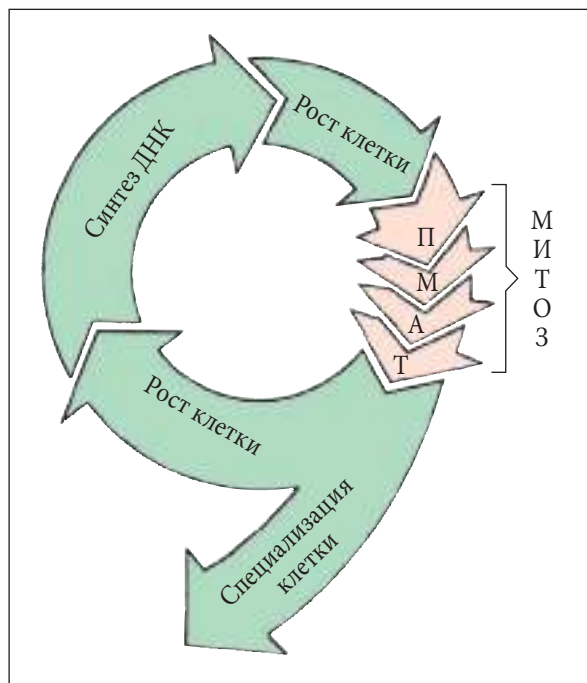 Синтез ДНК
Рост клетки
П
М
А
Т
М
И
Т
О
З
Рост клетки
Специализация
клетки